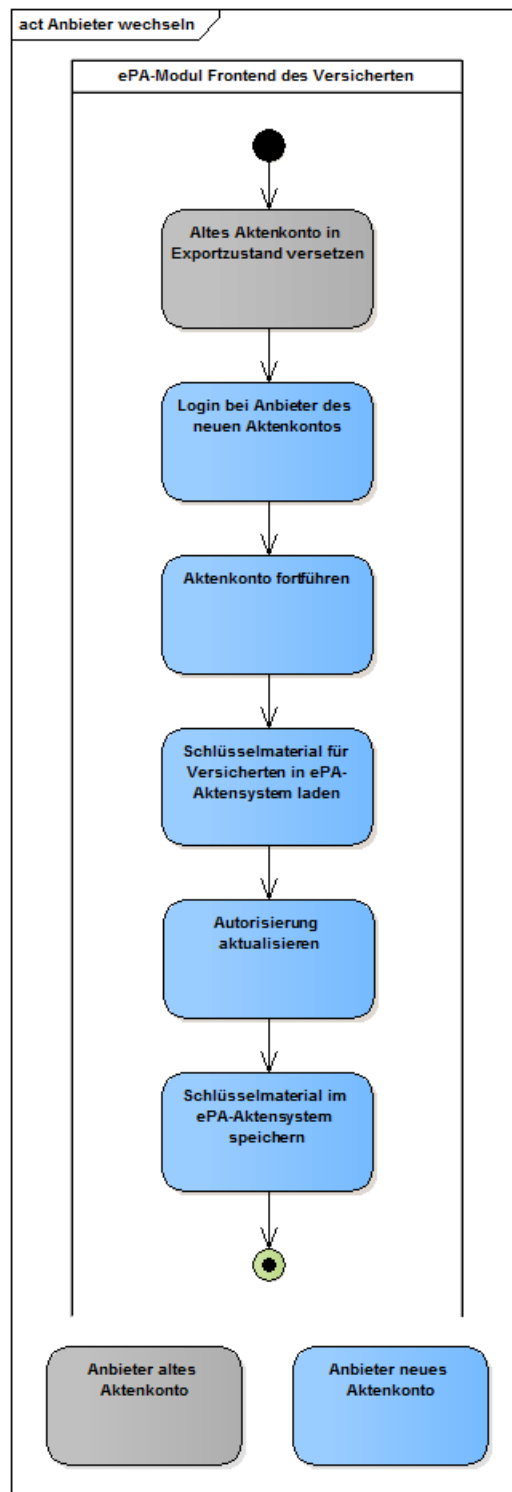 act Anbieter wechseln
ePA-Modul Frontend des Versicherten
Altes Aktenkonto in
Exportzustand versetzen
Login bei Anbieter des
neuen Aktenkontos
Aktenkonto fortführen
Schlüsselmaterial für
Versicherten in ePA-
Aktensystem laden
Autorisierung
aktualisieren
Schlüsselmaterial im
ePA-Aktensystem
speichern
Anbieter altes
Aktenkonto
Anbieter neues
Aktenkonto